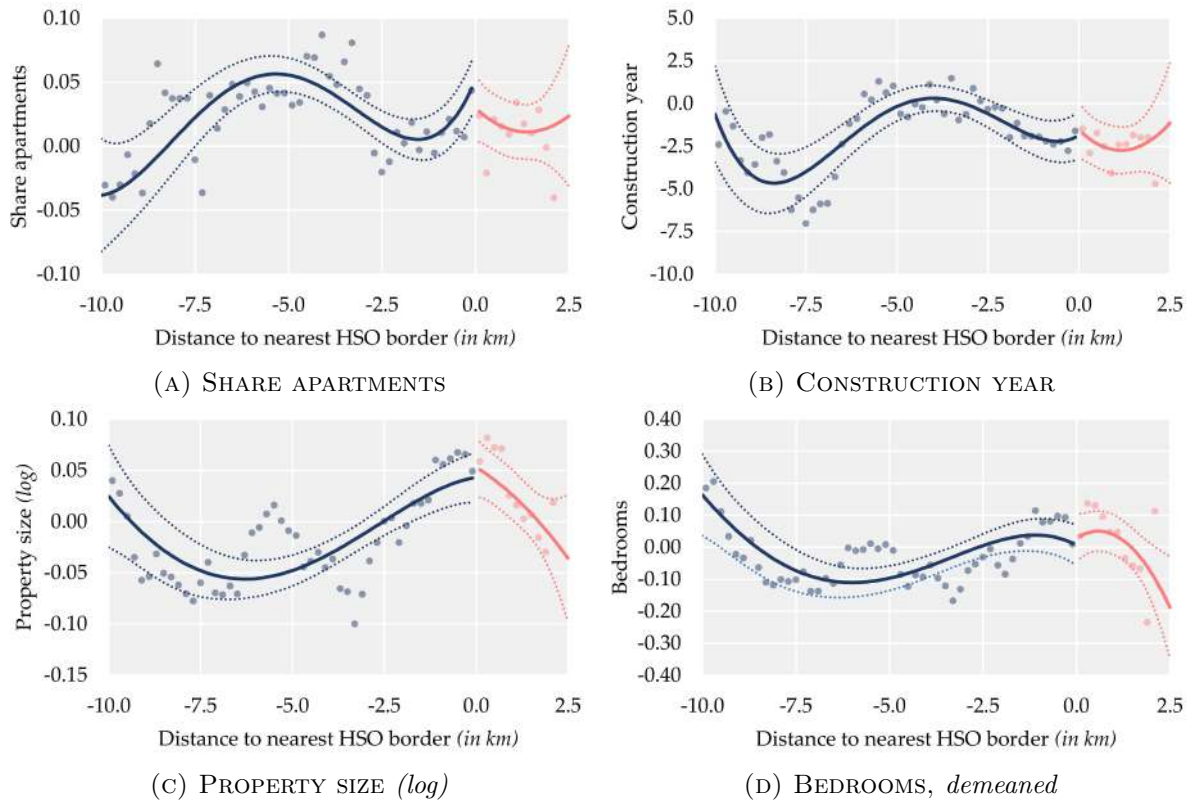 0.10
0.05
0.00
-0.05
-0.10
Share apartments
-10.0 -7.5 -5.0 -2.5 0.0 2.5
Distance to nearest HSO border (in km)
(A) SHARE APARTMENTS
5.0
2.5
0.0
-2.5
-5.0
-7.5
-10.0
Construction year
-10.0 -7.5 -5.0 -2.5 0.0 2.5
Distance to nearest HSO border (in km)
(B) CONSTRUCTION YEAR
0.10
0.05
0.00
-0.05
-0.10
-0.15
Property size (log)
-10.0 -7.5 -5.0 -2.5 0.0 2.5
Distance to nearest HSO border (in km)
(C) PROPERTY SIZE (log)
0.40
0.30
0.20
0.10
0.00
-0.10
-0.20
-0.30
-0.40
Bedrooms
-10.0 -7.5 -5.0 -2.5 0.0 2.5
Distance to nearest HSO border (in km)
(D) BEDROOMS, demeaned